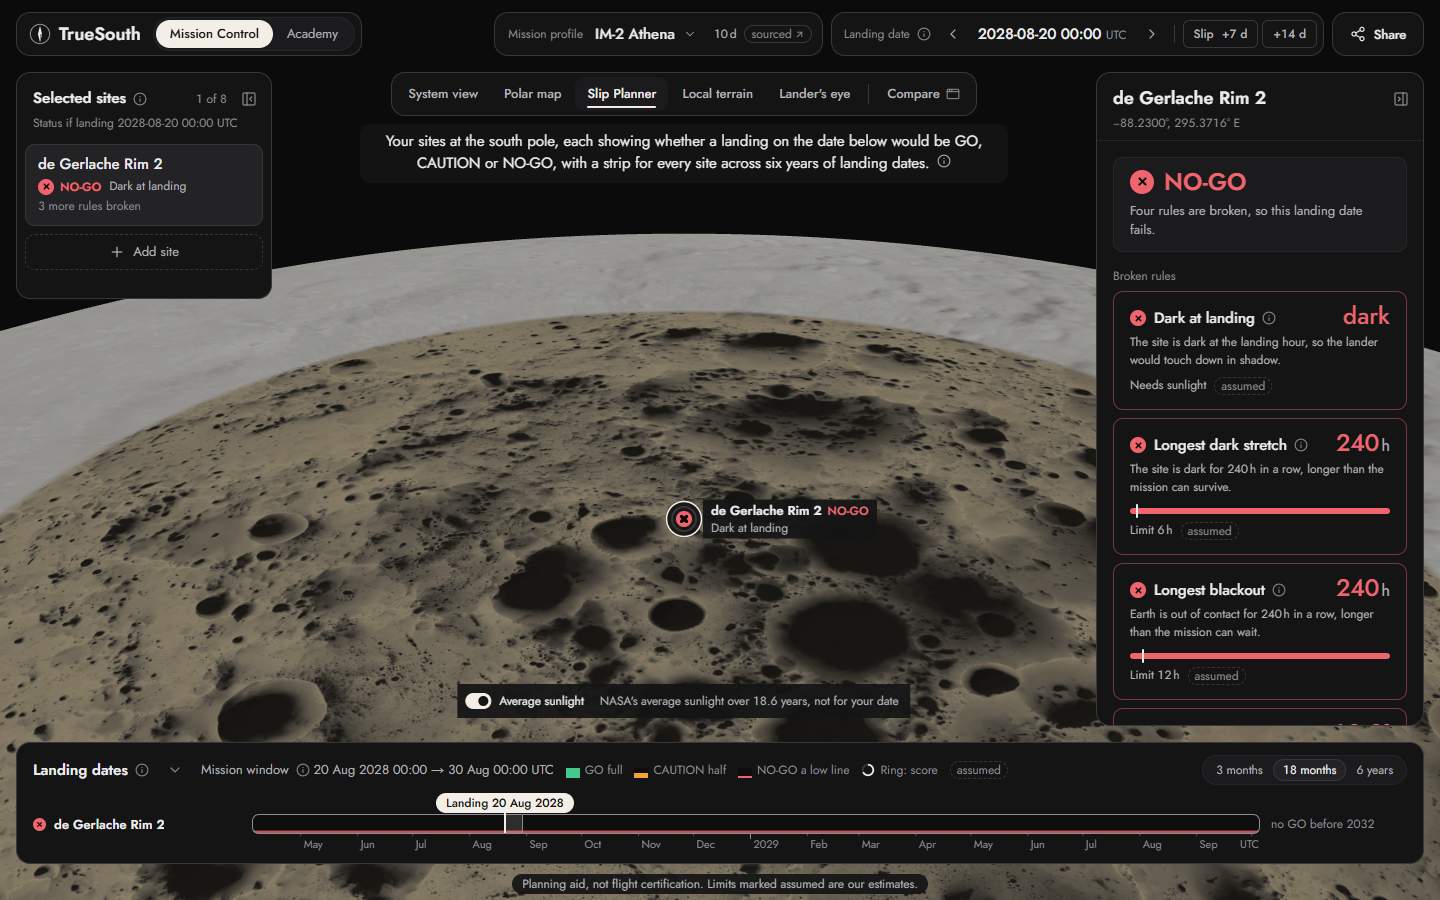 TrueSouth
Mission Control
Academy
Mission profile IM-2 Athena 10 d sourced ↗
Landing date 2028-08-20 00:00 UTC
Slip +7 d
+14 d
Share
Selected sites 1 of 8
Status if landing 2028-08-20 00:00 UTC
de Gerlache Rim 2
NO-GO Dark at landing
3 more rules broken
+ Add site
System view
Polar map
Slip Planner
Local terrain
Lander's eye
Compare
Your sites at the south pole, each showing whether a landing on the date below would be GO,
CAUTION or NO-GO, with a strip for every site across six years of landing dates.
de Gerlache Rim 2 NO-GO
Dark at landing
Average sunlight NASA's average sunlight over 18.6 years, not for your date
de Gerlache Rim 2
−88.2300°, 295.3716° E
NO-GO
Four rules are broken, so this landing date
fails.
Broken rules
Dark at landing dark
The site is dark at the landing hour, so the lander
would touch down in shadow.
Needs sunlight assumed
Longest dark stretch 240 h
The site is dark for 240 h in a row, longer than the
mission can survive.
Limit 6 h assumed
Longest blackout 240 h
Earth is out of contact for 240 h in a row, longer
than the mission can wait.
Limit 12 h assumed
Landing dates
Mission window 20 Aug 2028 00:00 → 30 Aug 00:00 UTC
GO full
CAUTION half
NO-GO a low line
Ring: score
assumed
3 months
18 months
6 years
Landing 20 Aug 2028
de Gerlache Rim 2
no GO before 2032
May Jun Jul Aug Sep Oct Nov Dec 2029 Feb Mar Apr May Jun Jul Aug Sep UTC
Planning aid, not flight certification. Limits marked assumed are our estimates.